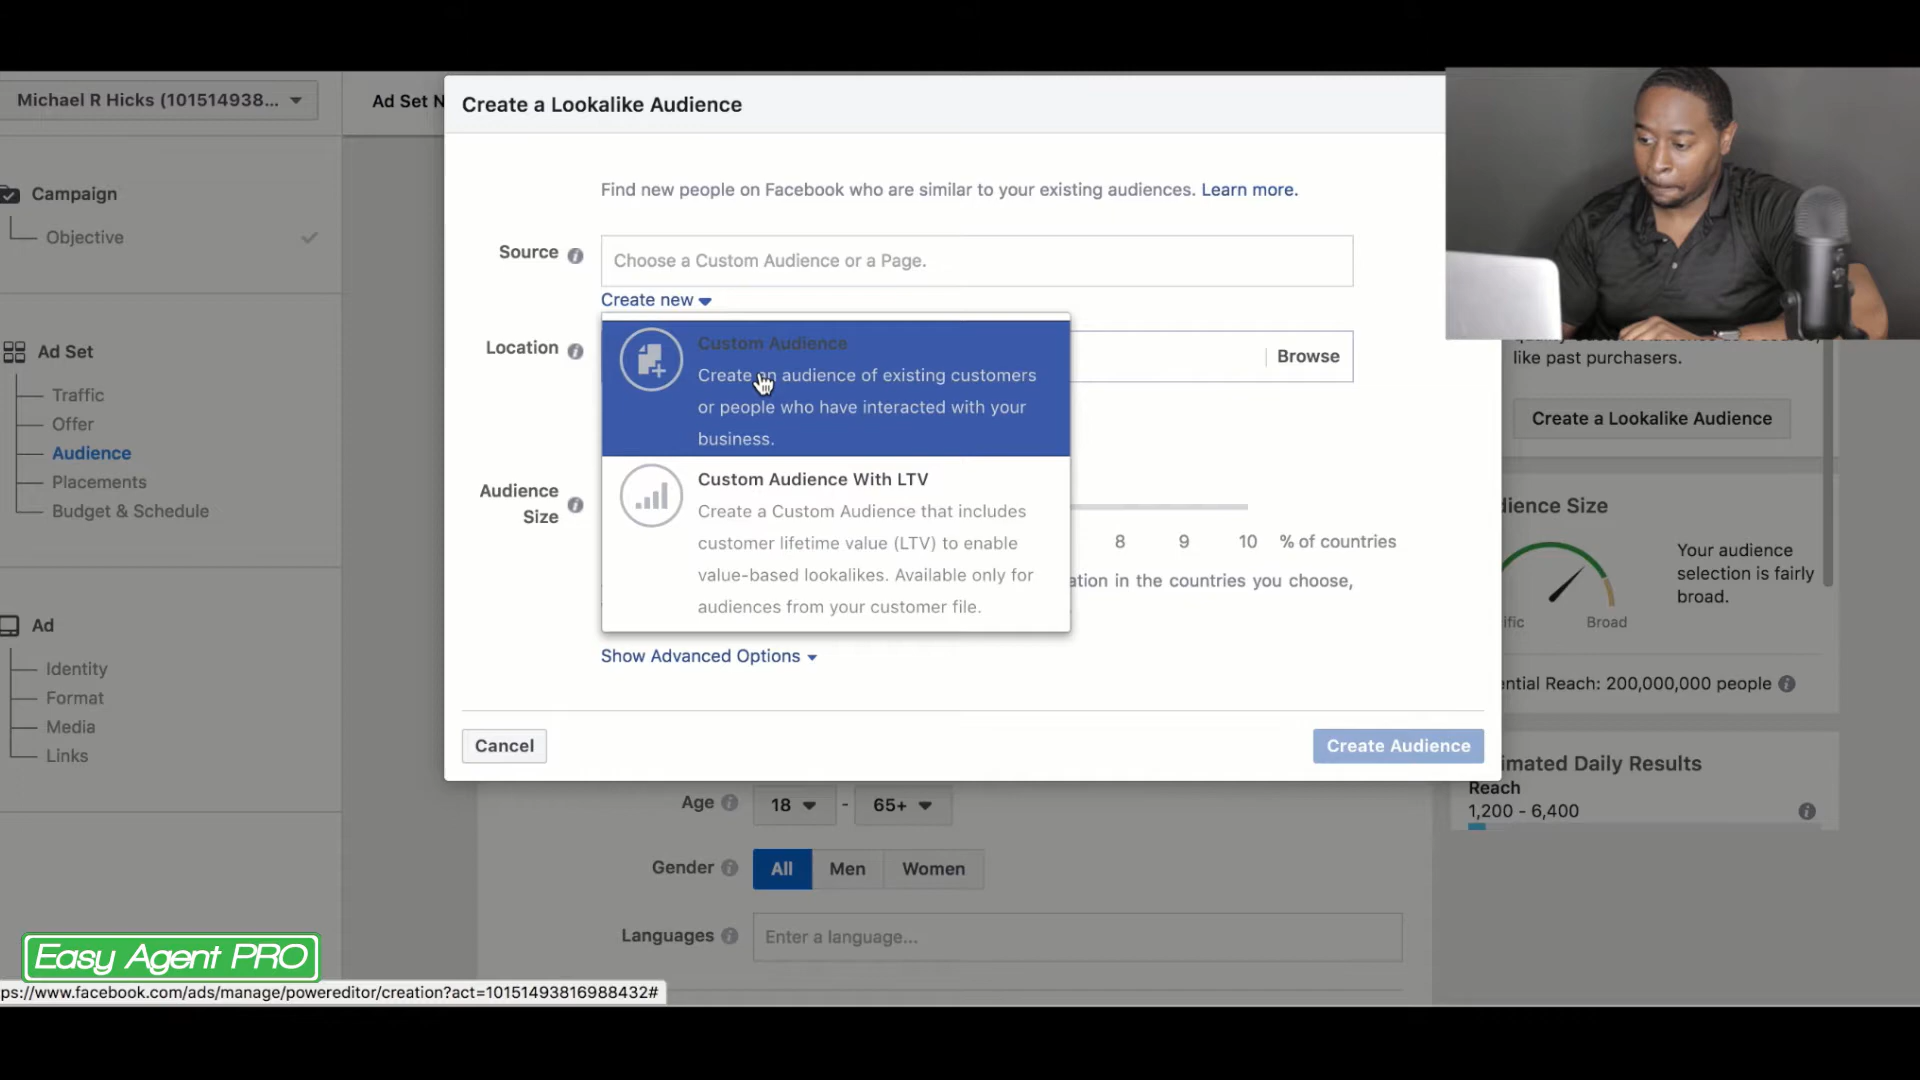 Michael R Hicks (101514938...
Ad Set N
Create a Lookalike Audience
Campaign
Objective
Find new people on Facebook who are similar to your existing audiences. Learn more.
Source
Choose a Custom Audience or a Page.
Create new
Location
Browse
Custom Audience
Create an audience of existing customers
or people who have interacted with your
business.
Custom Audience With LTV
Create a Custom Audience that includes
customer lifetime value (LTV) to enable
value-based lookalikes. Available only for
audiences from your customer file.
Audience
Size
8 9 10 % of countries
ation in the countries you choose,
Show Advanced Options
Cancel
Create Audience
Ad Set
Traffic
Offer
Audience
Placements
Budget & Schedule
Ad
Identity
Format
Media
Links
like past purchasers.
Create a Lookalike Audience
dience Size
Your audience
selection is fairly
broad.
ific Broad
ential Reach: 200,000,000 people
imated Daily Results
Reach
1,200 - 6,400
Age 18 - 65+
Gender All Men Women
Languages Enter a language...
Easy Agent PRO
ps://www.facebook.com/ads/manage/powereditor/creation?act=10151493816988432#